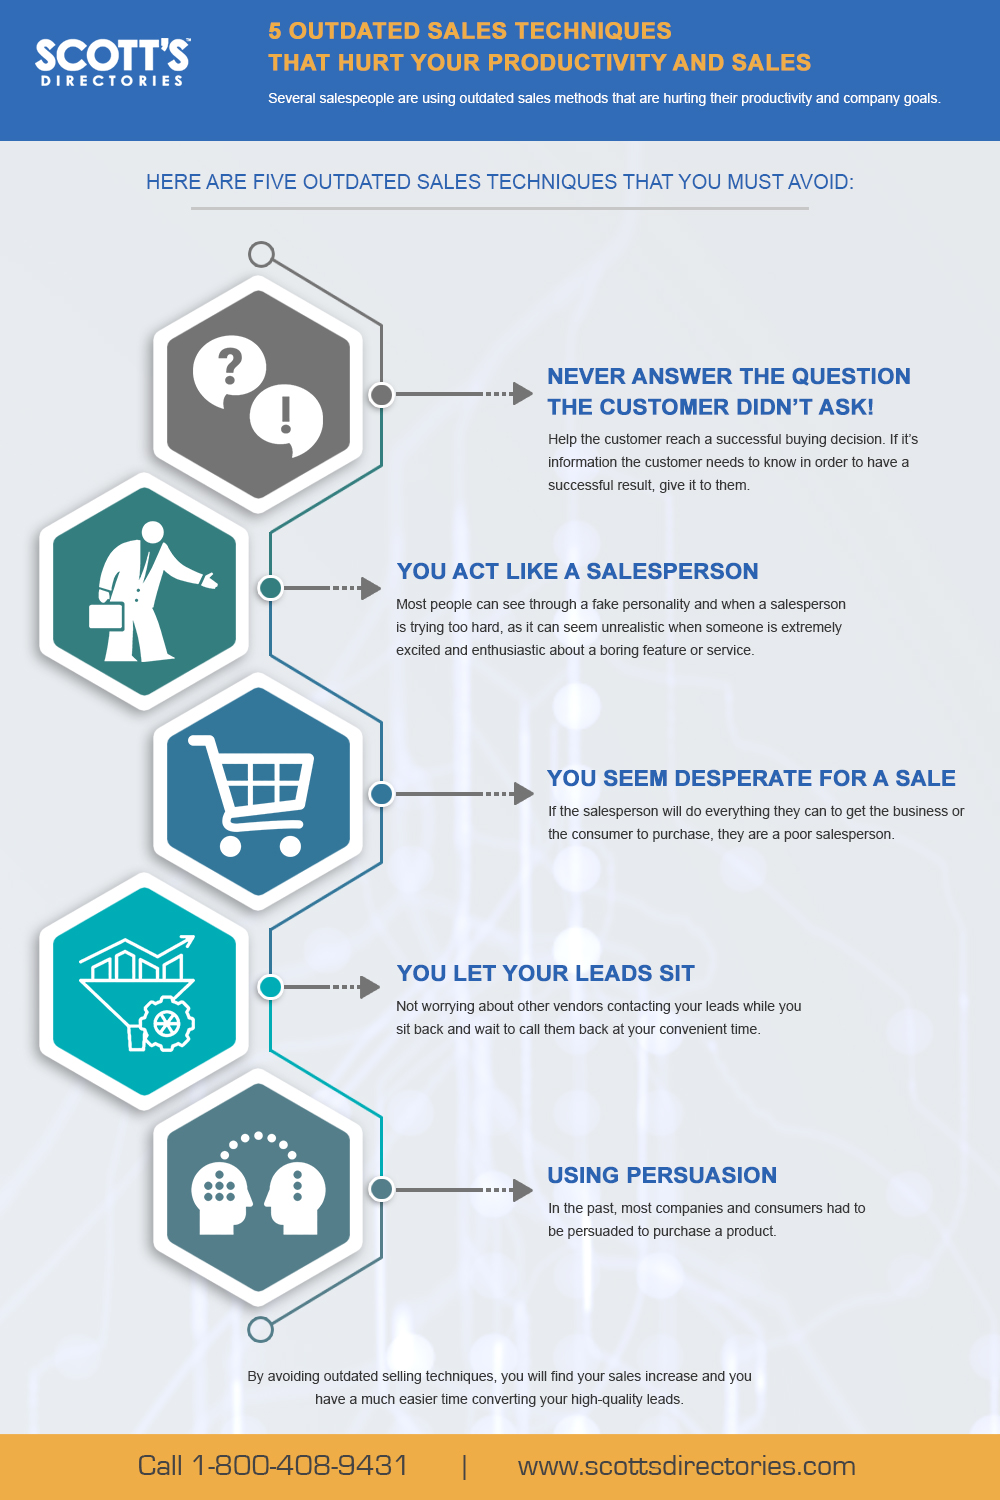 SCOTT'S™
DIRECTORIES
5 OUTDATED SALES TECHNIQUES
THAT HURT YOUR PRODUCTIVITY AND SALES
Several salespeople are using outdated sales methods that are hurting their productivity and company goals.
HERE ARE FIVE OUTDATED SALES TECHNIQUES THAT YOU MUST AVOID:
? !
NEVER ANSWER THE QUESTION
THE CUSTOMER DIDN'T ASK!
Help the customer reach a successful buying decision. If it's
information the customer needs to know in order to have a
successful result, give it to them.
YOU ACT LIKE A SALESPERSON
Most people can see through a fake personality and when a salesperson
is trying too hard, as it can seem unrealistic when someone is extremely
excited and enthusiastic about a boring feature or service.
YOU SEEM DESPERATE FOR A SALE
If the salesperson will do everything they can to get the business or
the consumer to purchase, they are a poor salesperson.
YOU LET YOUR LEADS SIT
Not worrying about other vendors contacting your leads while you
sit back and wait to call them back at your convenient time.
USING PERSUASION
In the past, most companies and consumers had to
be persuaded to purchase a product.
By avoiding outdated selling techniques, you will find your sales increase and you
have a much easier time converting your high-quality leads.
Call 1-800-408-9431 | www.scottsdirectories.com